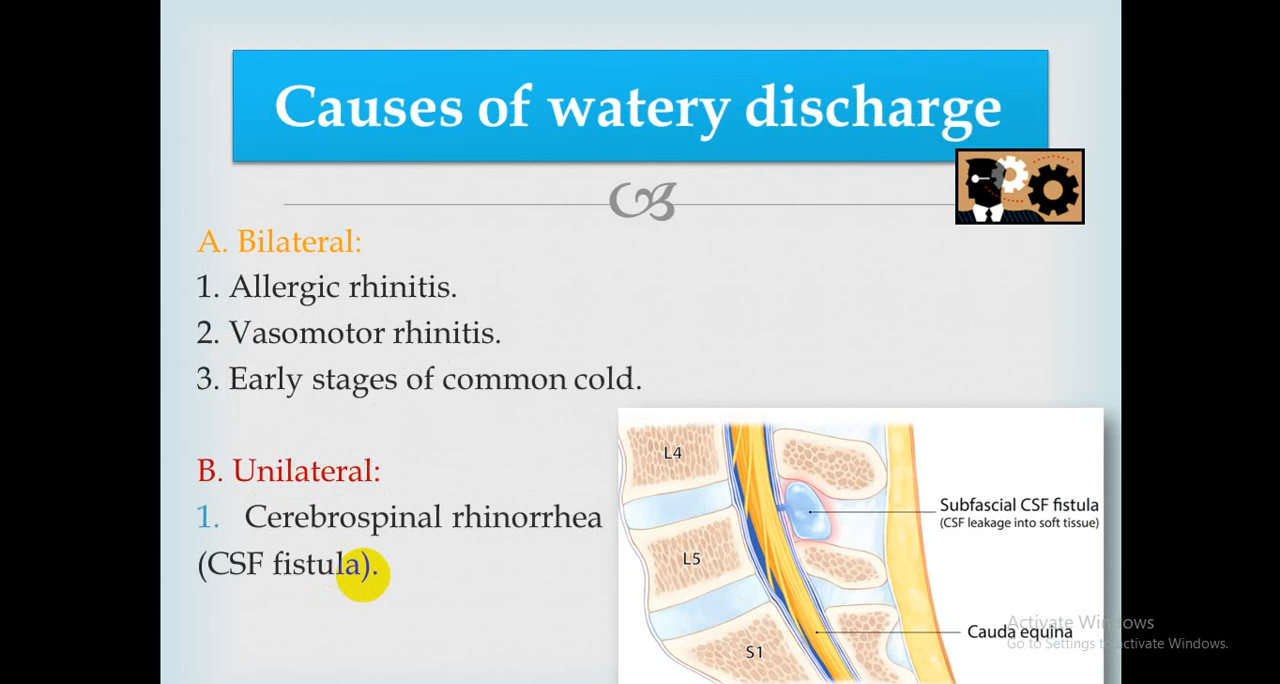 Causes of watery discharge
A. Bilateral:
1. Allergic rhinitis.
2. Vasomotor rhinitis.
3. Early stages of common cold.
B. Unilateral:
1. Cerebrospinal rhinorrhea
(CSF fistula).
L4
Subfascial CSF fistula
(CSF leakage into soft tissue)
L5
Cauda equina
S1
Activate Windows
Go to Settings to activate Windows.